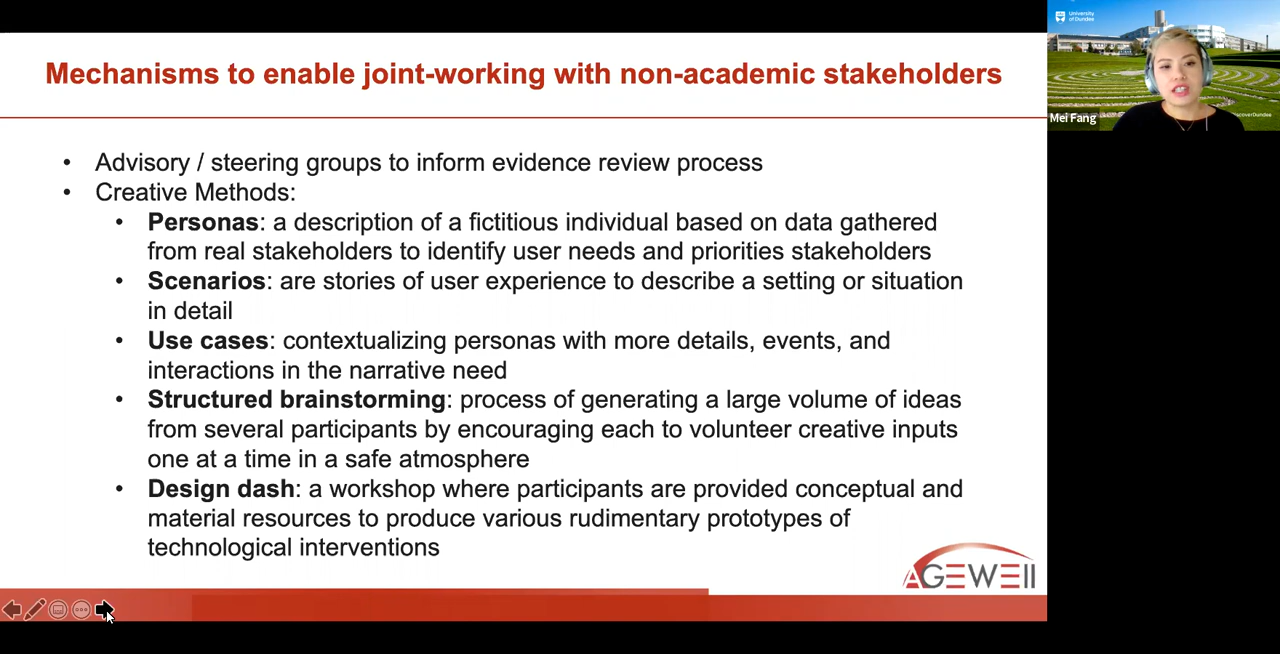 Mechanisms to enable joint-working with non-academic stakeholders
• Advisory / steering groups to inform evidence review process
• Creative Methods:
• Personas: a description of a fictitious individual based on data gathered
from real stakeholders to identify user needs and priorities stakeholders
• Scenarios: are stories of user experience to describe a setting or situation
in detail
• Use cases: contextualizing personas with more details, events, and
interactions in the narrative need
• Structured brainstorming: process of generating a large volume of ideas
from several participants by encouraging each to volunteer creative inputs
one at a time in a safe atmosphere
• Design dash: a workshop where participants are provided conceptual and
material resources to produce various rudimentary prototypes of
technological interventions
AGEWELL
University
of Dundee
Mei Fang